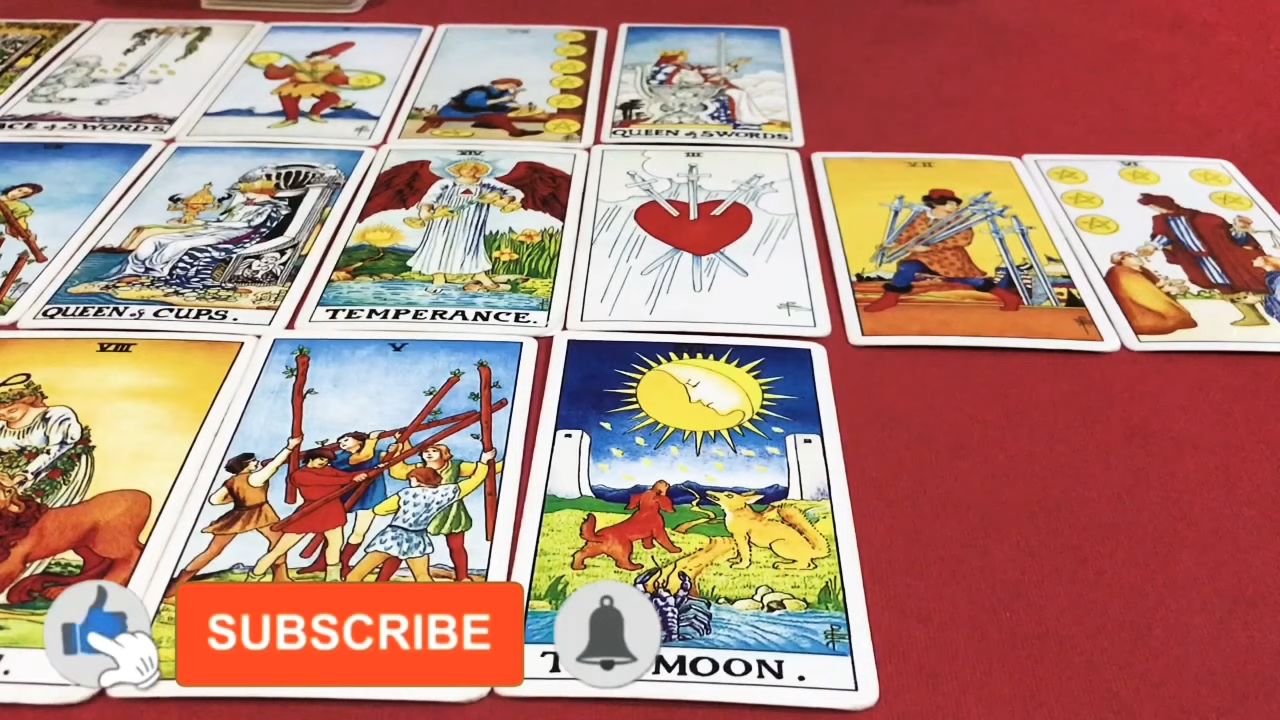 ACE of SWORDS
QUEEN of SWORDS
XIV
III
VII
VI
QUEEN of CUPS.
TEMPERANCE.
VIII
V
SUBSCRIBE
MOON.